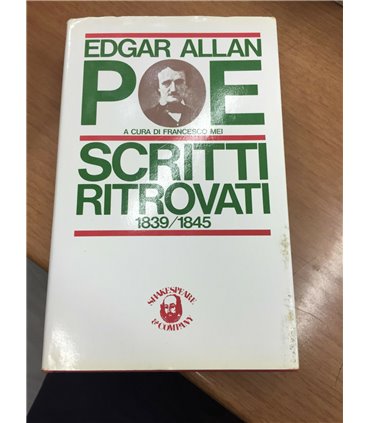 EDGAR ALLAN
POE
A CURA DI FRANCESCO MEI
SCRITTI
RITROVATI
1839/1845
SHAKESPEARE
& COMPANY